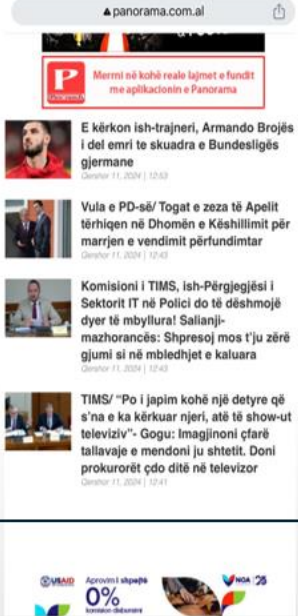 panorama.com.al
Merrni në kohë reale lajmet e fundit
me aplikacionin e Panorama
P
Panorama
E kërkon ish-trajneri, Armando Brojës
i del emri te skuadra e Bundesligës
gjermane
Qershor 11, 2024 | 12:53
Vula e PD-së/ Togat e zeza të Apelit
tërhiqen në Dhomën e Këshillimit për
marrjen e vendimit përfundimtar
Qershor 11, 2024 | 12:43
Komisioni i TIMS, ish-Përgjegjësi i
Sektorit IT në Polici do të dëshmojë
dyer të mbyllura! Salianji-
mazhorancës: Shpresoj mos t'ju zërë
gjumi si në mbledhjet e kaluara
Qershor 11, 2024 | 12:43
TIMS/ “Po i japim kohë një detyre që
s'na e ka kërkuar njeri, atë të show-ut
televiziv”- Gogu: Imagjinoni çfarë
tallavaje e mendoni ju shtetit. Doni
prokurorët çdo ditë në televizor
Qershor 11, 2024 | 12:41
USAID
Aprovim i shpejtë
0%
komision disbursimi
NOA